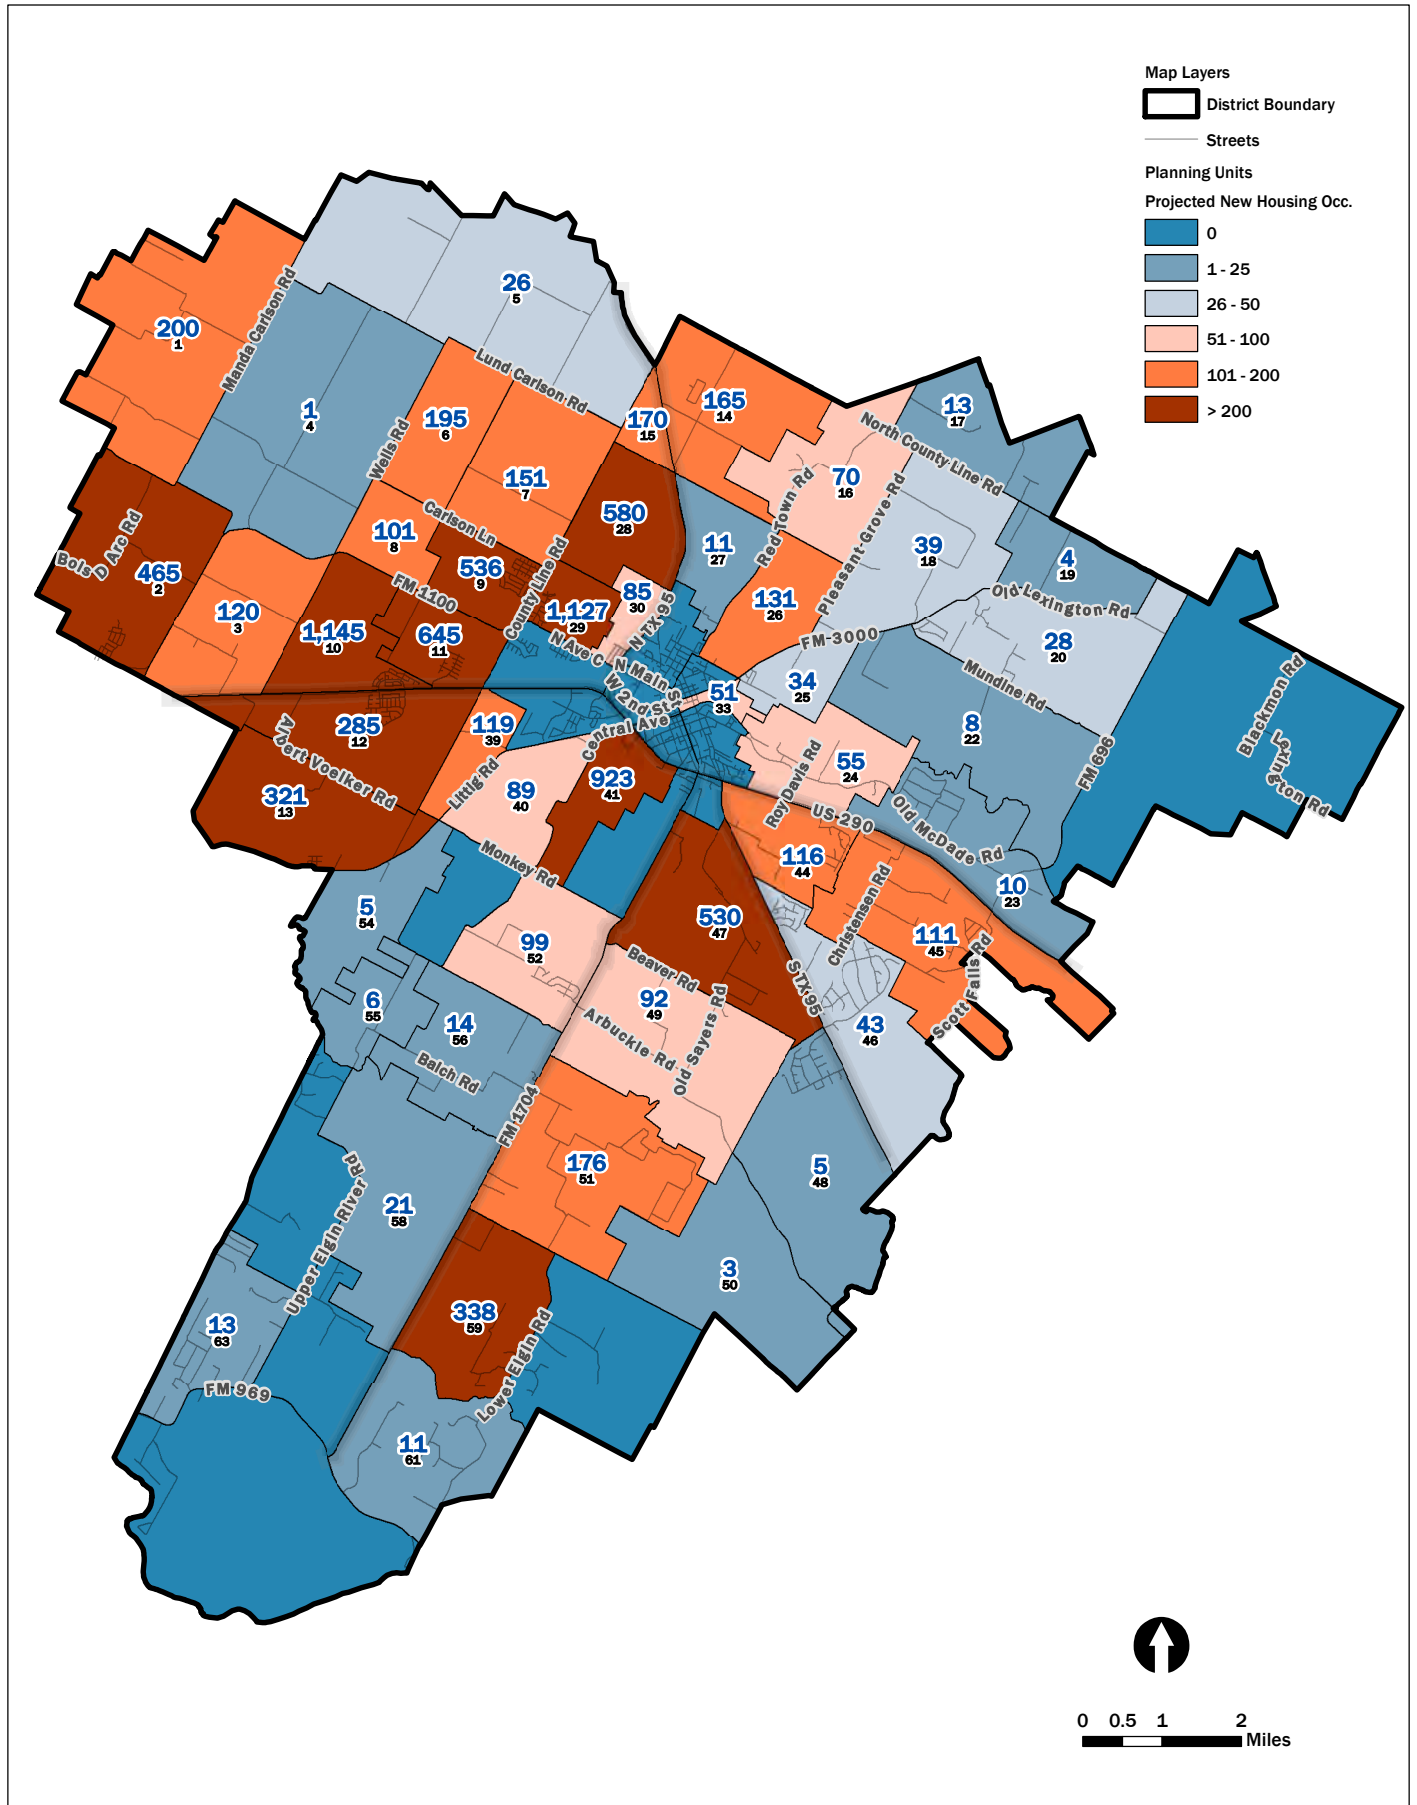 Map Layers
District Boundary
Streets
Planning Units
Projected New Housing Occ.
0
1 - 25
26 - 50
51 - 100
101 - 200
> 200
26
5
200
1
Manda Carlson Rd
1
4
Lund Carlson Rd
195
6
Wells Rd
151
7
170
15
165
14
13
17
North County Line Rd
70
16
Red Town Rd
Pleasant Grove Rd
580
28
101
8
Carlson Ln
536
9
County Line Rd
FM 1100
Bois D Arc Rd
465
2
120
3
1,145
10
645
11
1,127
29
85
30
N TX 95
11
27
131
26
39
18
4
19
Old Lexington Rd
28
20
FM 3000
Mundine Rd
N Ave C
N Main St
W 2nd St
Central Ave
51
33
34
25
8
22
FM 696
Blackmon Rd
Lexington Rd
285
12
Albert Voelker Rd
321
13
119
39
Littig Rd
89
40
923
41
Roy Davis Rd
55
24
US 290
Old McDade Rd
116
44
10
23
Monkey Rd
5
54
99
52
530
47
Christensen Rd
111
45
Scott Falls Rd
STX 95
Beaver Rd
92
49
Arbuckle Rd
Old Sayers Rd
43
46
6
55
14
56
Balch Rd
FM 1704
176
51
5
48
Upper Elgin River Rd
21
58
3
50
338
59
Lower Elgin Rd
13
63
FM 969
11
61
0 0.5 1 2
Miles